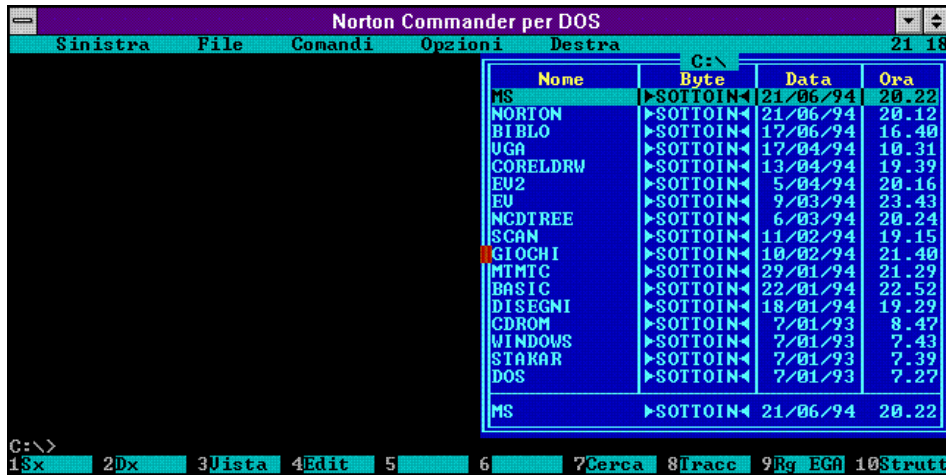 Norton Commander per DOS
Sinistra File Comandi Opzioni Destra 21 18
C:\
Nome Byte Data Ora
MS ►SOTTOIN◄ 21/06/94 20.22
NORTON ►SOTTOIN◄ 21/06/94 20.12
BIBLO ►SOTTOIN◄ 17/06/94 16.40
VGA ►SOTTOIN◄ 17/04/94 10.31
CORELDRW ►SOTTOIN◄ 13/04/94 19.39
EV2 ►SOTTOIN◄ 5/04/94 20.16
EV ►SOTTOIN◄ 9/03/94 23.43
NCDTREE ►SOTTOIN◄ 6/03/94 20.24
SCAN ►SOTTOIN◄ 11/02/94 19.15
GIOCHI ►SOTTOIN◄ 10/02/94 21.40
MTMTC ►SOTTOIN◄ 29/01/94 21.29
BASIC ►SOTTOIN◄ 22/01/94 22.52
DISEGNI ►SOTTOIN◄ 18/01/94 19.29
CDROM ►SOTTOIN◄ 7/01/93 8.47
WINDOWS ►SOTTOIN◄ 7/01/93 7.43
STAKAR ►SOTTOIN◄ 7/01/93 7.39
DOS ►SOTTOIN◄ 7/01/93 7.27
MS ►SOTTOIN◄ 21/06/94 20.22
C:\>
1Sx 2Dx 3Vista 4Edit 5 6 7Cerca 8Tracc 9Rg EGA 10Strutt